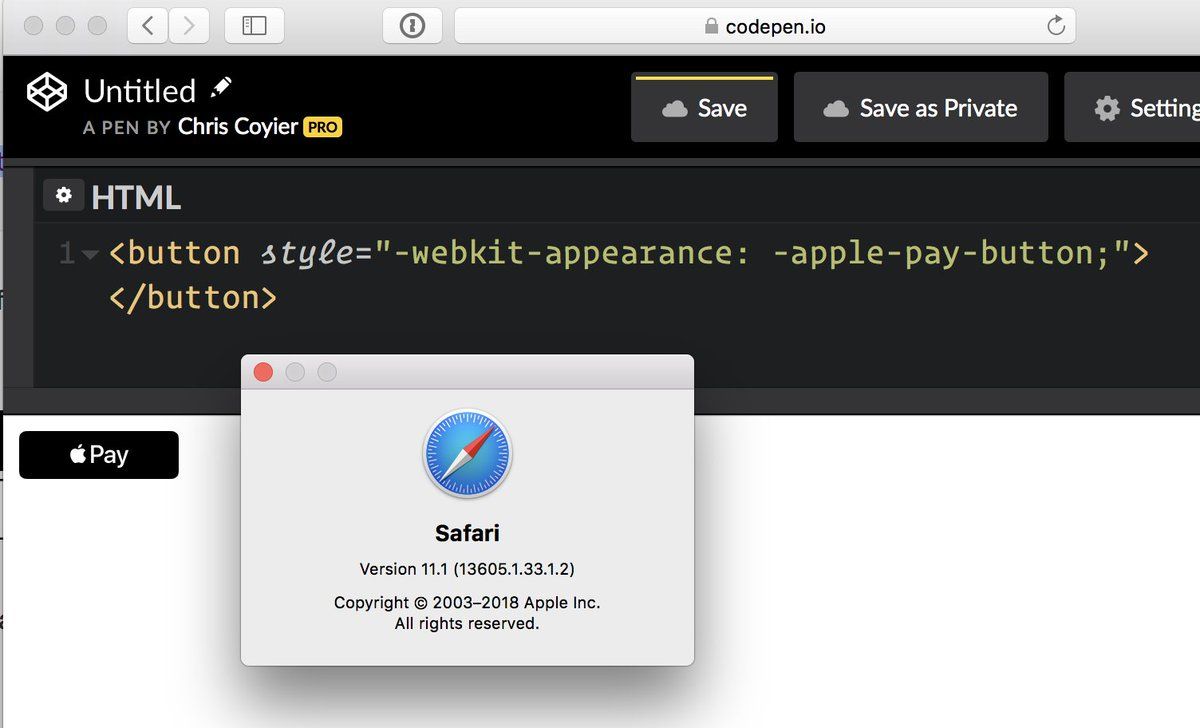 codepen.io
Untitled
A PEN BY Chris Coyier PRO
Save
Save as Private
Setting
HTML
1 <button style="-webkit-appearance: -apple-pay-button;">
</button>
Pay
Safari
Version 11.1 (13605.1.33.1.2)
Copyright © 2003–2018 Apple Inc.
All rights reserved.